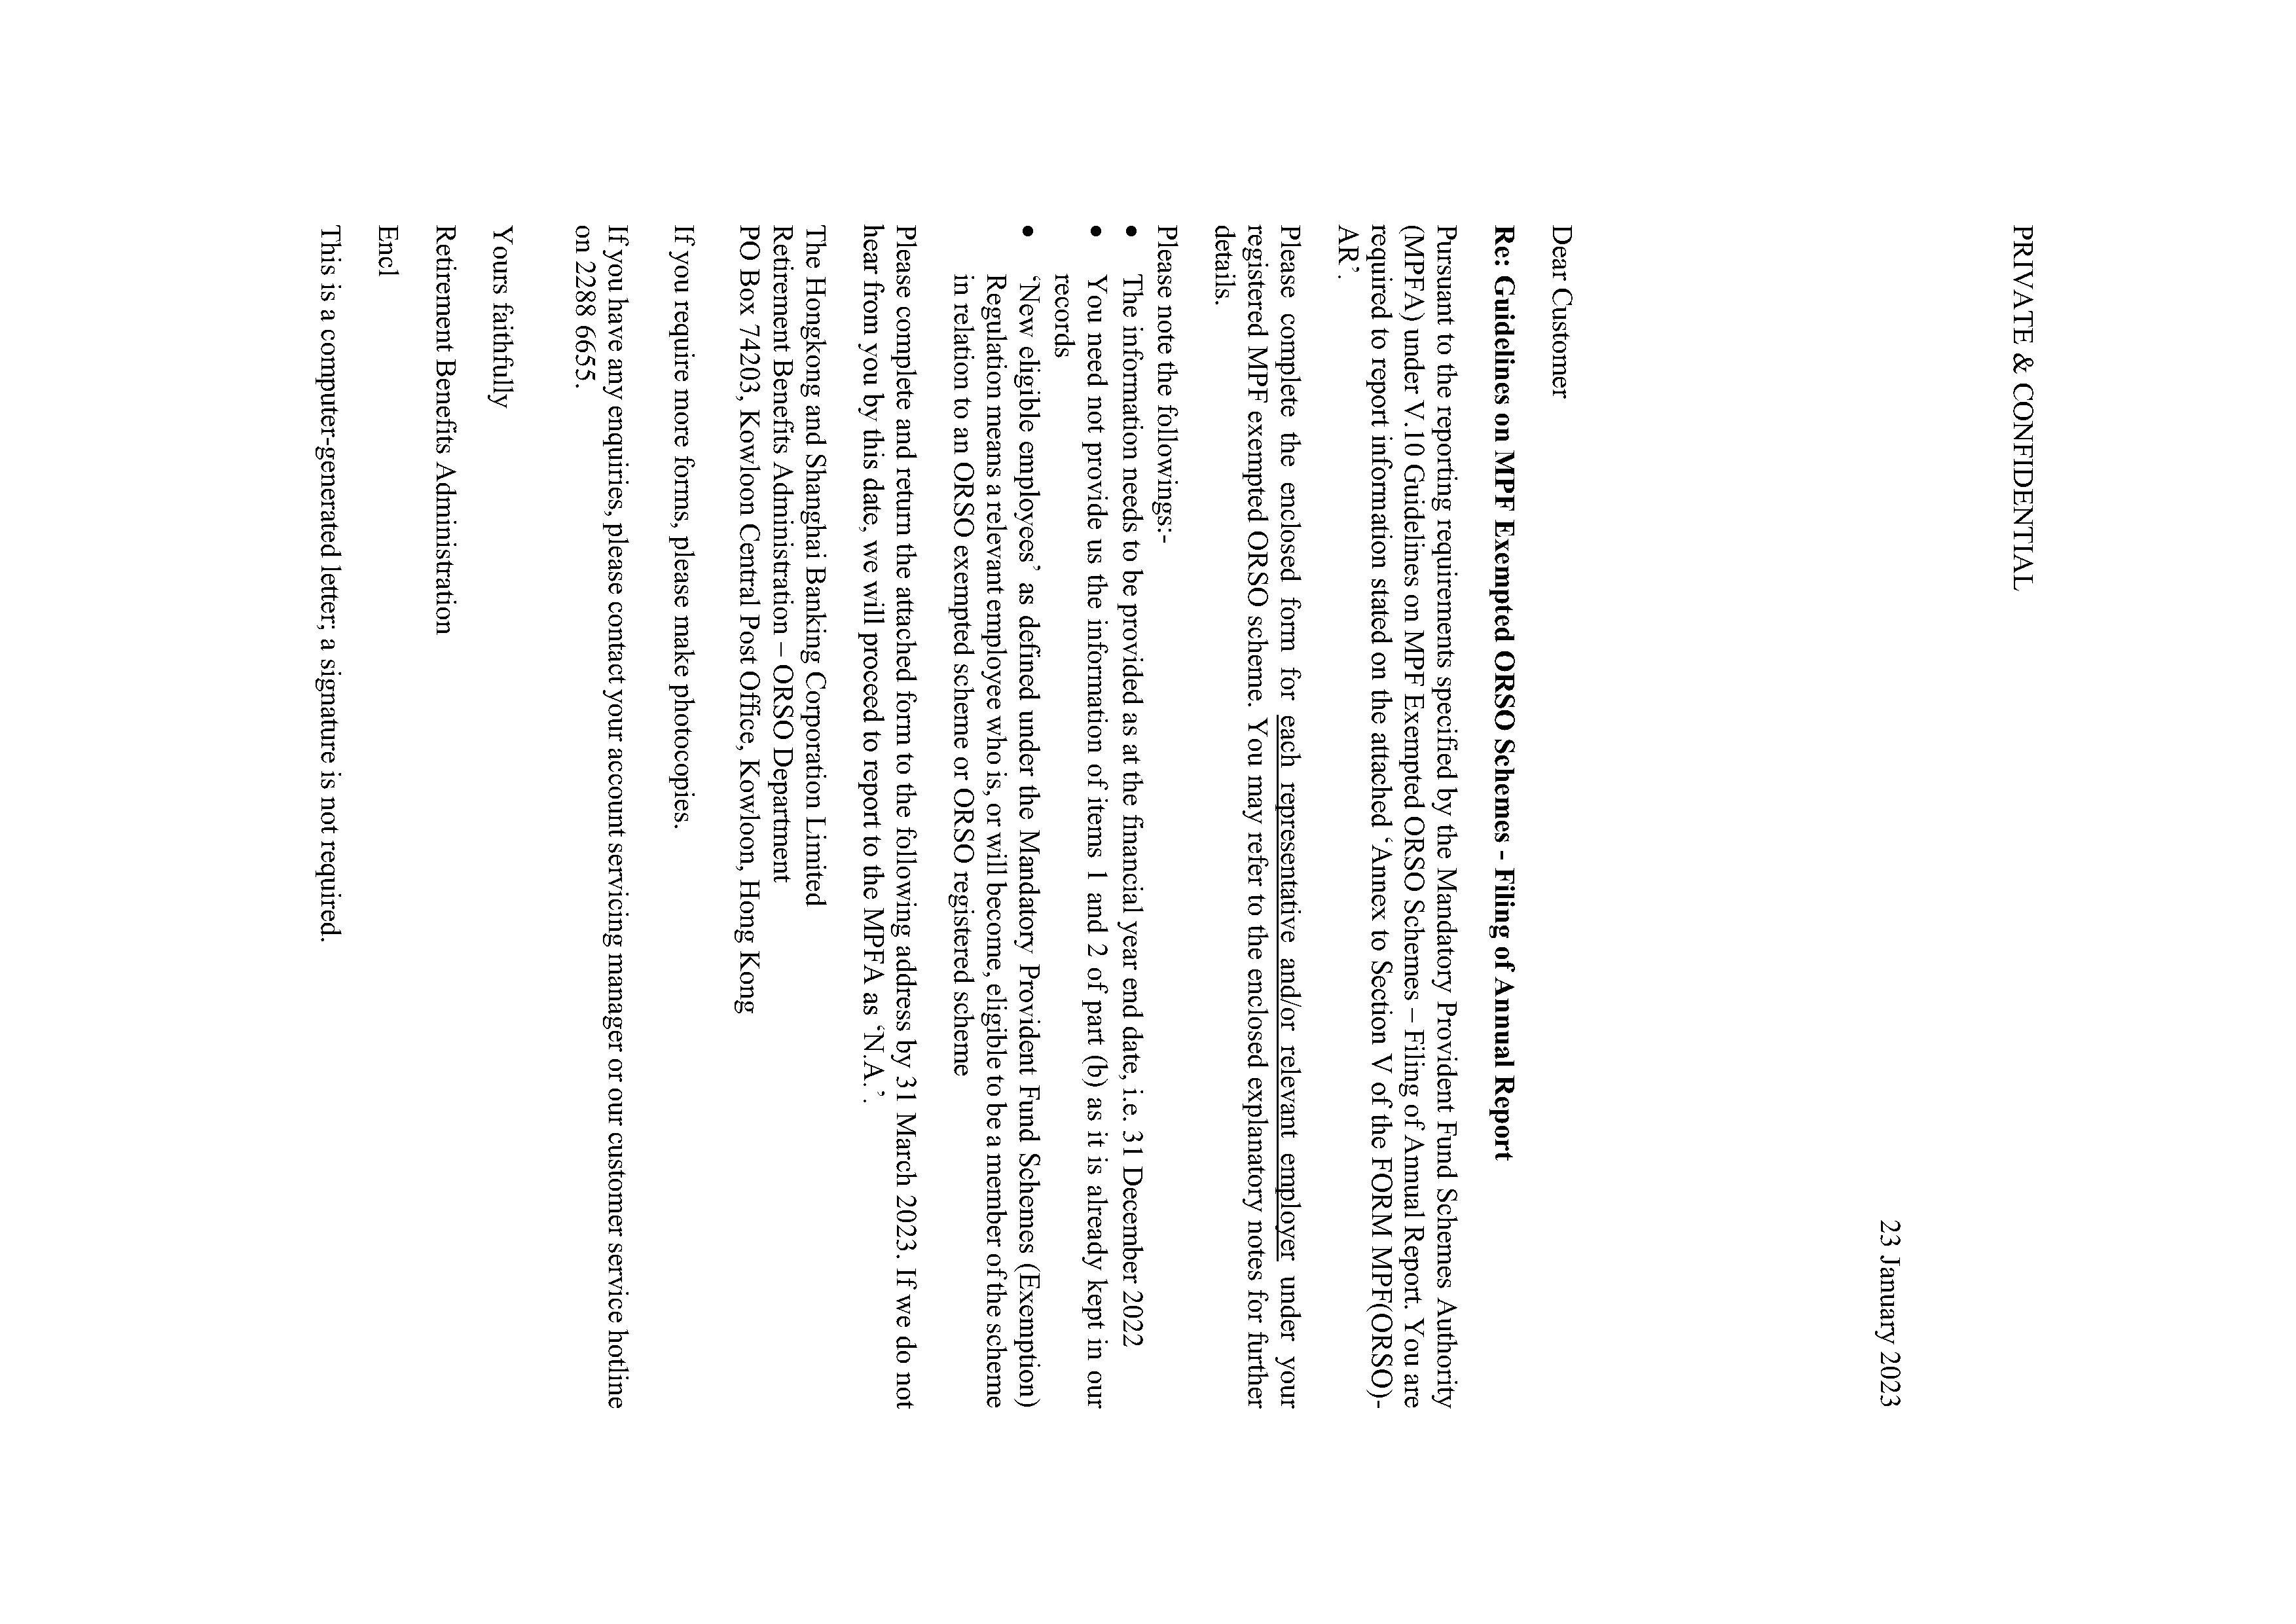 PRIVATE & CONFIDENTIAL
23 January 2023
Dear Customer
Re: Guidelines on MPF Exempted ORSO Schemes - Filing of Annual Report
Pursuant to the reporting requirements specified by the Mandatory Provident Fund Schemes Authority
(MPFA) under V.10 Guidelines on MPF Exempted ORSO Schemes – Filing of Annual Report. You are
required to report information stated on the attached ‘Annex to Section V of the FORM MPF(ORSO)-
AR’.
Please complete the enclosed form for each representative and/or relevant employer under your
registered MPF exempted ORSO scheme. You may refer to the enclosed explanatory notes for further
details.
Please note the followings:-
• The information needs to be provided as at the financial year end date, i.e. 31 December 2022
• You need not provide us the information of items 1 and 2 of part (b) as it is already kept in our
records
• ‘New eligible employees’ as defined under the Mandatory Provident Fund Schemes (Exemption)
Regulation means a relevant employee who is, or will become, eligible to be a member of the scheme
in relation to an ORSO exempted scheme or ORSO registered scheme
Please complete and return the attached form to the following address by 31 March 2023. If we do not
hear from you by this date, we will proceed to report to the MPFA as ‘N.A.’.
The Hongkong and Shanghai Banking Corporation Limited
Retirement Benefits Administration – ORSO Department
PO Box 74203, Kowloon Central Post Office, Kowloon, Hong Kong
If you require more forms, please make photocopies.
If you have any enquiries, please contact your account servicing manager or our customer service hotline
on 2288 6655.
Yours faithfully
Retirement Benefits Administration
Encl
This is a computer-generated letter; a signature is not required.